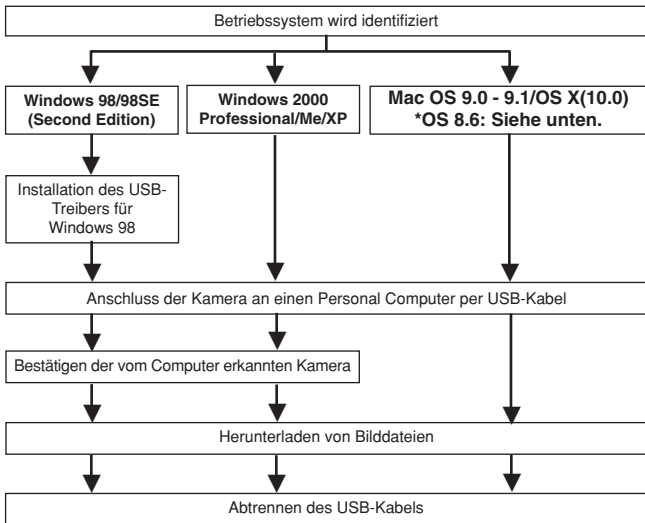 Betriebssystem wird identifiziert
Windows 98/98SE
(Second Edition)
Windows 2000
Professional/Me/XP
Mac OS 9.0 - 9.1/OS X(10.0)
*OS 8.6: Siehe unten.
Installation des USB-
Treibers für
Windows 98
Anschluss der Kamera an einen Personal Computer per USB-Kabel
Bestätigen der vom Computer erkannten Kamera
Herunterladen von Bilddateien
Abtrennen des USB-Kabels